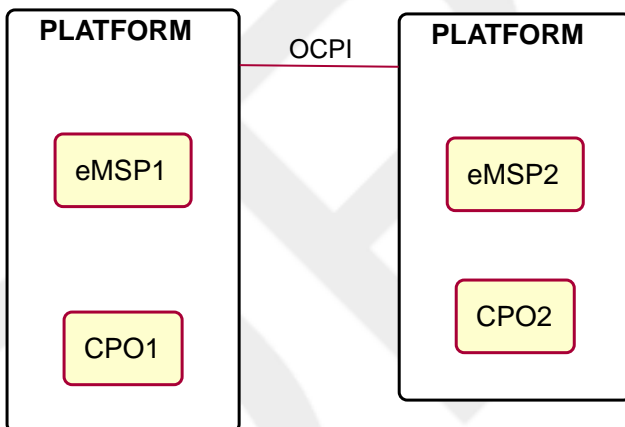 PLATFORM
OCPI
PLATFORM
eMSP1
eMSP2
CPO1
CPO2